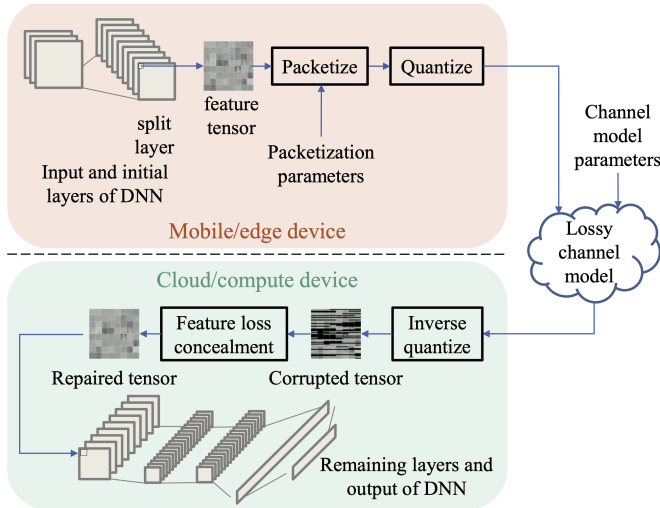 Packetize
Quantize
feature
tensor
split
layer
Input and initial
layers of DNN
Packetization
parameters
Channel
model
parameters
Mobile/edge device
Lossy
channel
model
Cloud/compute device
Feature loss
concealment
Inverse
quantize
Repaired tensor
Corrupted tensor
Remaining layers and
output of DNN